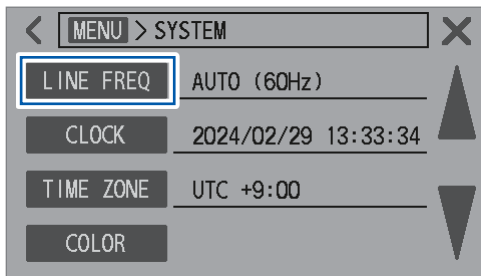 MENU > SYSTEM
LINE FREQ AUTO (60Hz)
CLOCK 2024/02/29 13:33:34
TIME ZONE UTC +9:00
COLOR